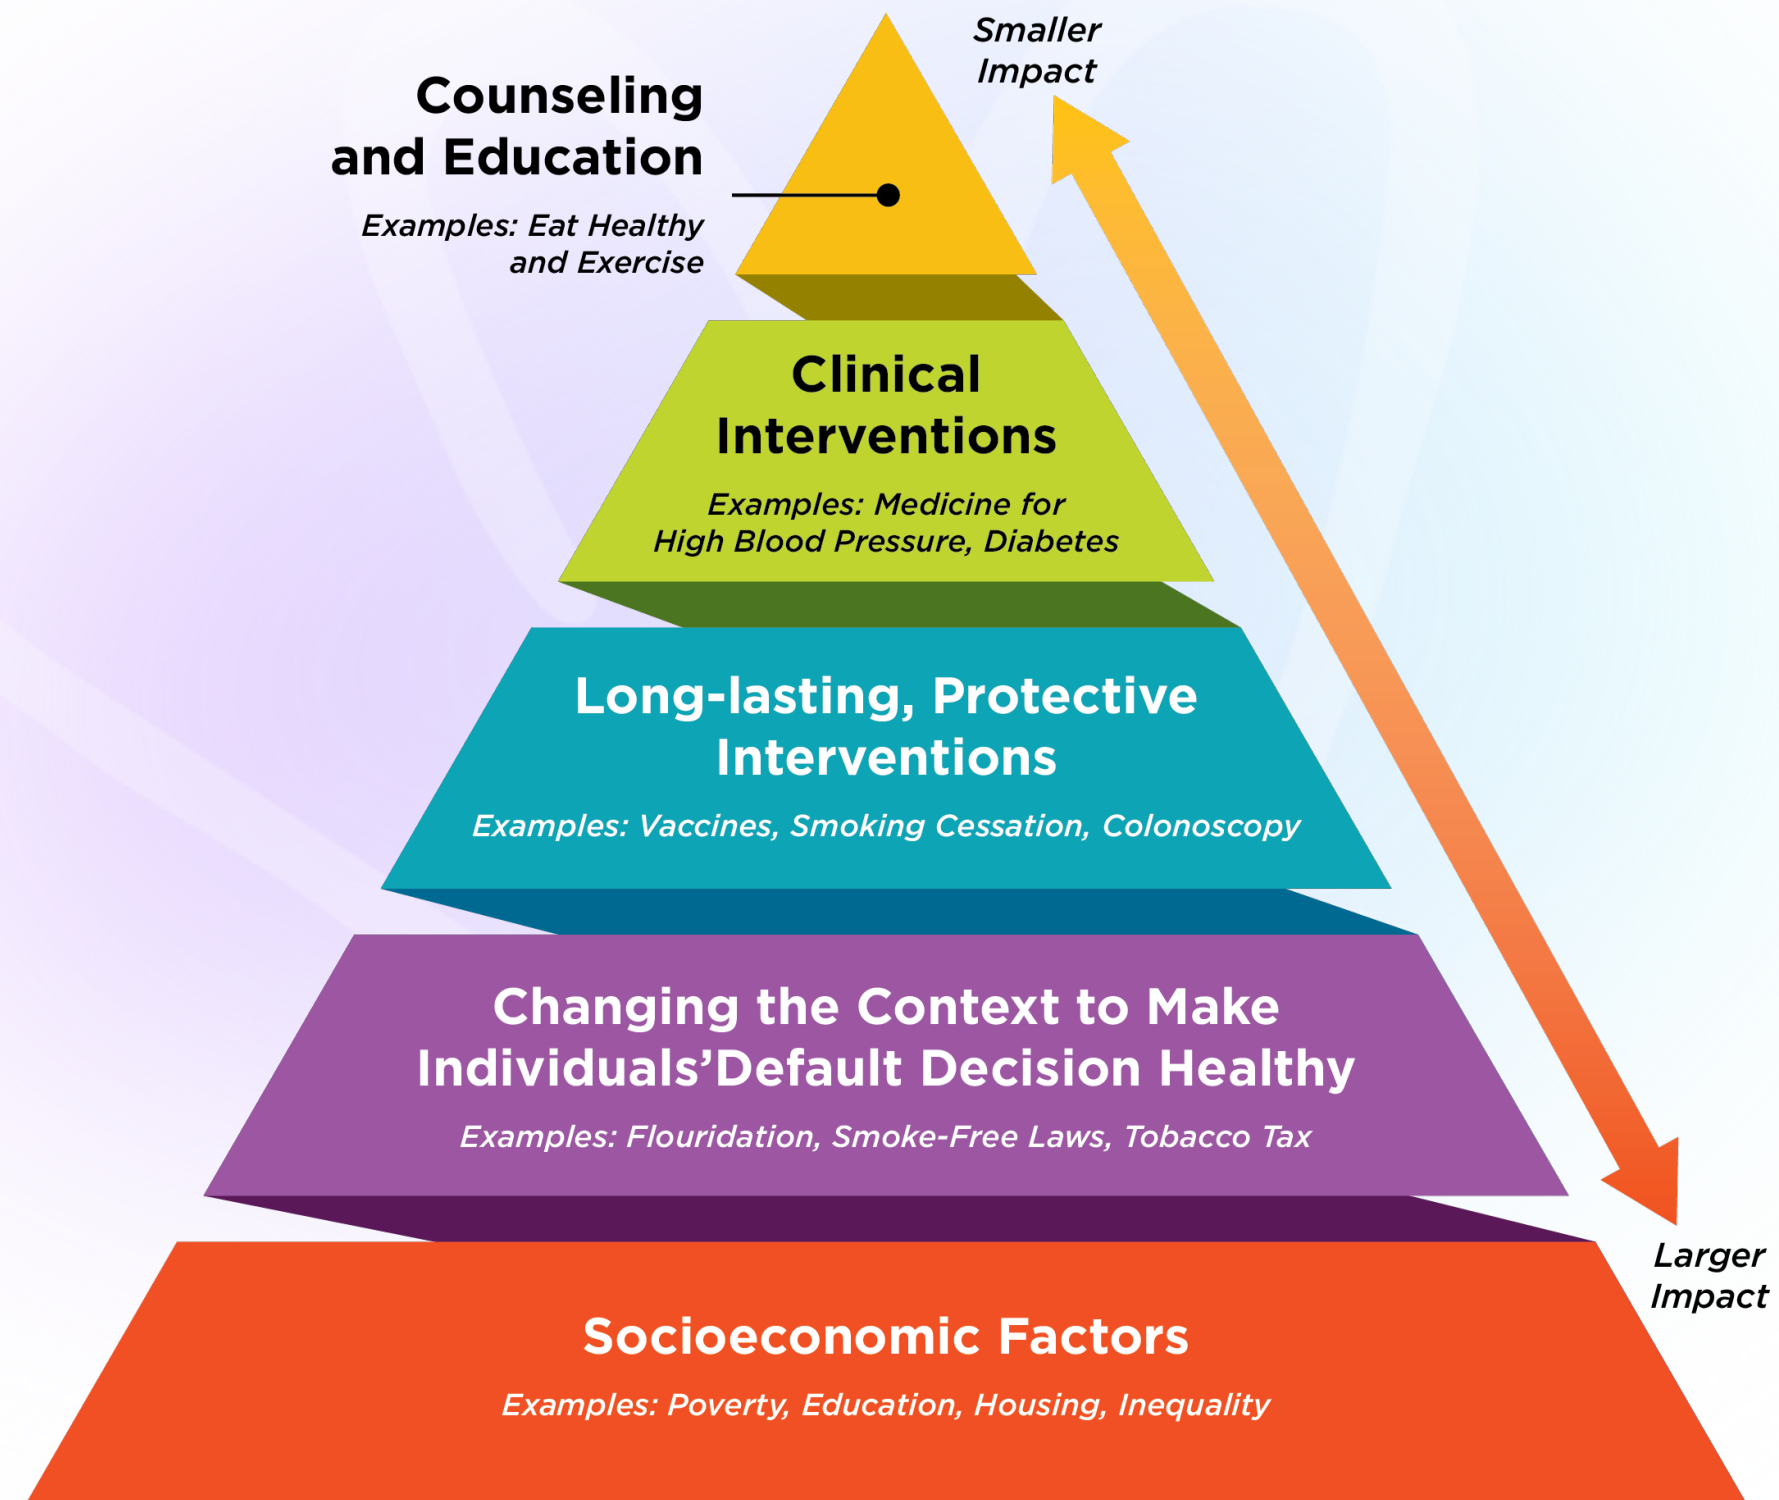 Smaller
Impact
Counseling
and Education
Examples: Eat Healthy
and Exercise
Clinical
Interventions
Examples: Medicine for
High Blood Pressure, Diabetes
Long-lasting, Protective
Interventions
Examples: Vaccines, Smoking Cessation, Colonoscopy
Changing the Context to Make
Individuals’Default Decision Healthy
Examples: Flouridation, Smoke-Free Laws, Tobacco Tax
Larger
Impact
Socioeconomic Factors
Examples: Poverty, Education, Housing, Inequality